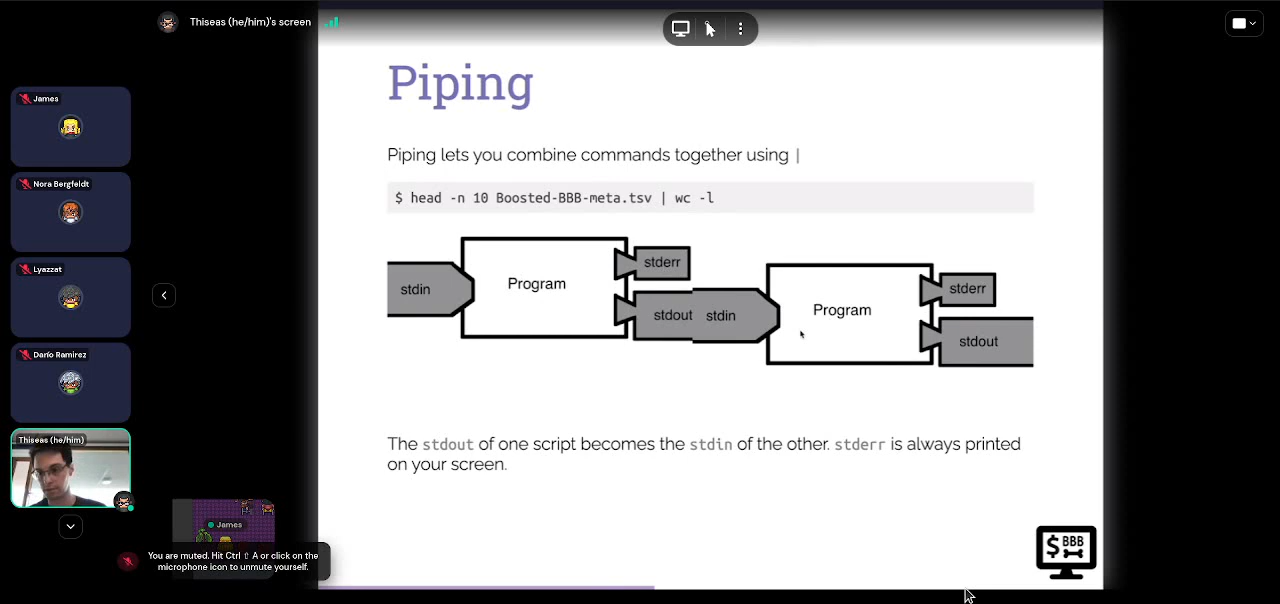 Thiseas (he/him)'s screen
James
Nora Bergfeldt
Lyazzat
Darío Ramirez
Thiseas (he/him)
James
You are muted. Hit Ctrl ⇧ A or click on the
microphone icon to unmute yourself.
Piping
Piping lets you combine commands together using |
$ head -n 10 Boosted-BBB-meta.tsv | wc -l
stdin
Program
stderr
stdout
stdin
Program
stderr
stdout
The stdout of one script becomes the stdin of the other. stderr is always printed
on your screen.
$ BBB